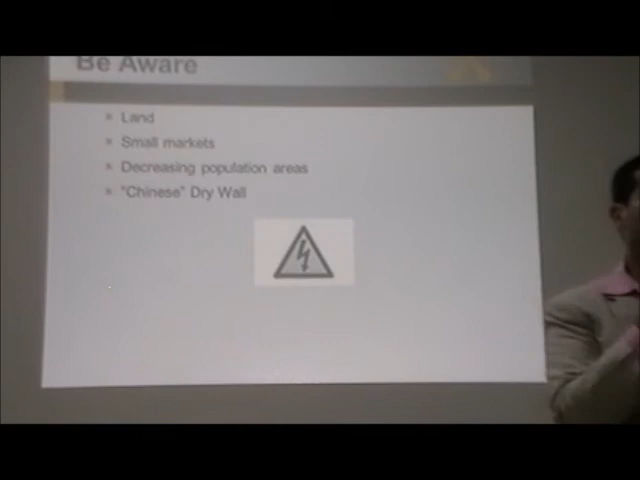 Be Aware
Land
Small markets
Decreasing population areas
"Chinese" Dry Wall